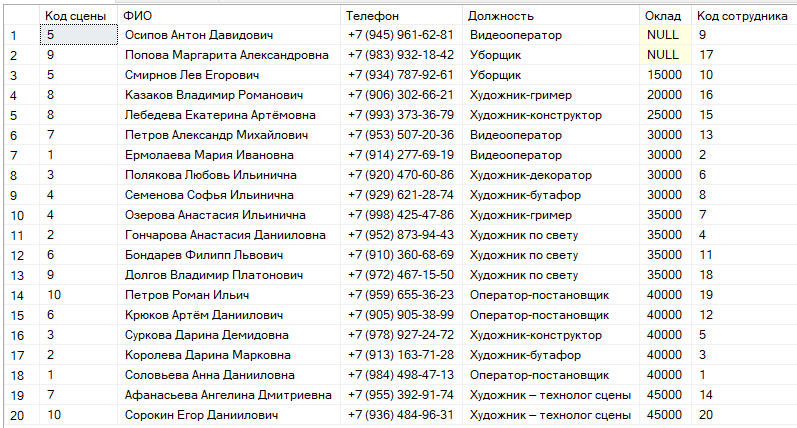 Код сцены ФИО Телефон Должность Оклад Код сотрудника
1 5 Осипов Антон Давидович +7 (945) 961-62-81 Видеооператор NULL 9
2 9 Попова Маргарита Александровна +7 (983) 932-18-42 Уборщик NULL 17
3 5 Смирнов Лев Егорович +7 (934) 787-92-61 Уборщик 15000 10
4 8 Казаков Владимир Романович +7 (906) 302-66-21 Художник-гример 20000 16
5 8 Лебедева Екатерина Артёмовна +7 (993) 373-36-79 Художник-конструктор 25000 15
6 7 Петров Александр Михайлович +7 (953) 507-20-36 Видеооператор 30000 13
7 1 Ермолаева Мария Ивановна +7 (914) 277-69-19 Видеооператор 30000 2
8 3 Полякова Любовь Ильинична +7 (920) 470-60-86 Художник-декоратор 30000 6
9 4 Семенова Софья Ильинична +7 (929) 621-28-74 Художник-бутафор 30000 8
10 4 Озерова Анастасия Ильинична +7 (998) 425-47-86 Художник-гример 35000 7
11 2 Гончарова Анастасия Данииловна +7 (952) 873-94-43 Художник по свету 35000 4
12 6 Бондарев Филипп Львович +7 (910) 360-68-69 Художник по свету 35000 11
13 9 Долгов Владимир Платонович +7 (972) 467-15-50 Художник по свету 35000 18
14 10 Петров Роман Ильич +7 (959) 655-36-23 Оператор-постановщик 40000 19
15 6 Крюков Артём Даниилович +7 (905) 905-38-99 Оператор-постановщик 40000 12
16 3 Суркова Дарина Демидовна +7 (978) 927-24-72 Художник-конструктор 40000 5
17 2 Королева Дарина Марковна +7 (913) 163-71-28 Художник-бутафор 40000 3
18 1 Соловьева Анна Данииловна +7 (984) 498-47-13 Оператор-постановщик 40000 1
19 7 Афанасьева Ангелина Дмитриевна +7 (955) 392-91-74 Художник – технолог сцены 45000 14
20 10 Сорокин Егор Даниилович +7 (936) 484-96-31 Художник – технолог сцены 45000 20